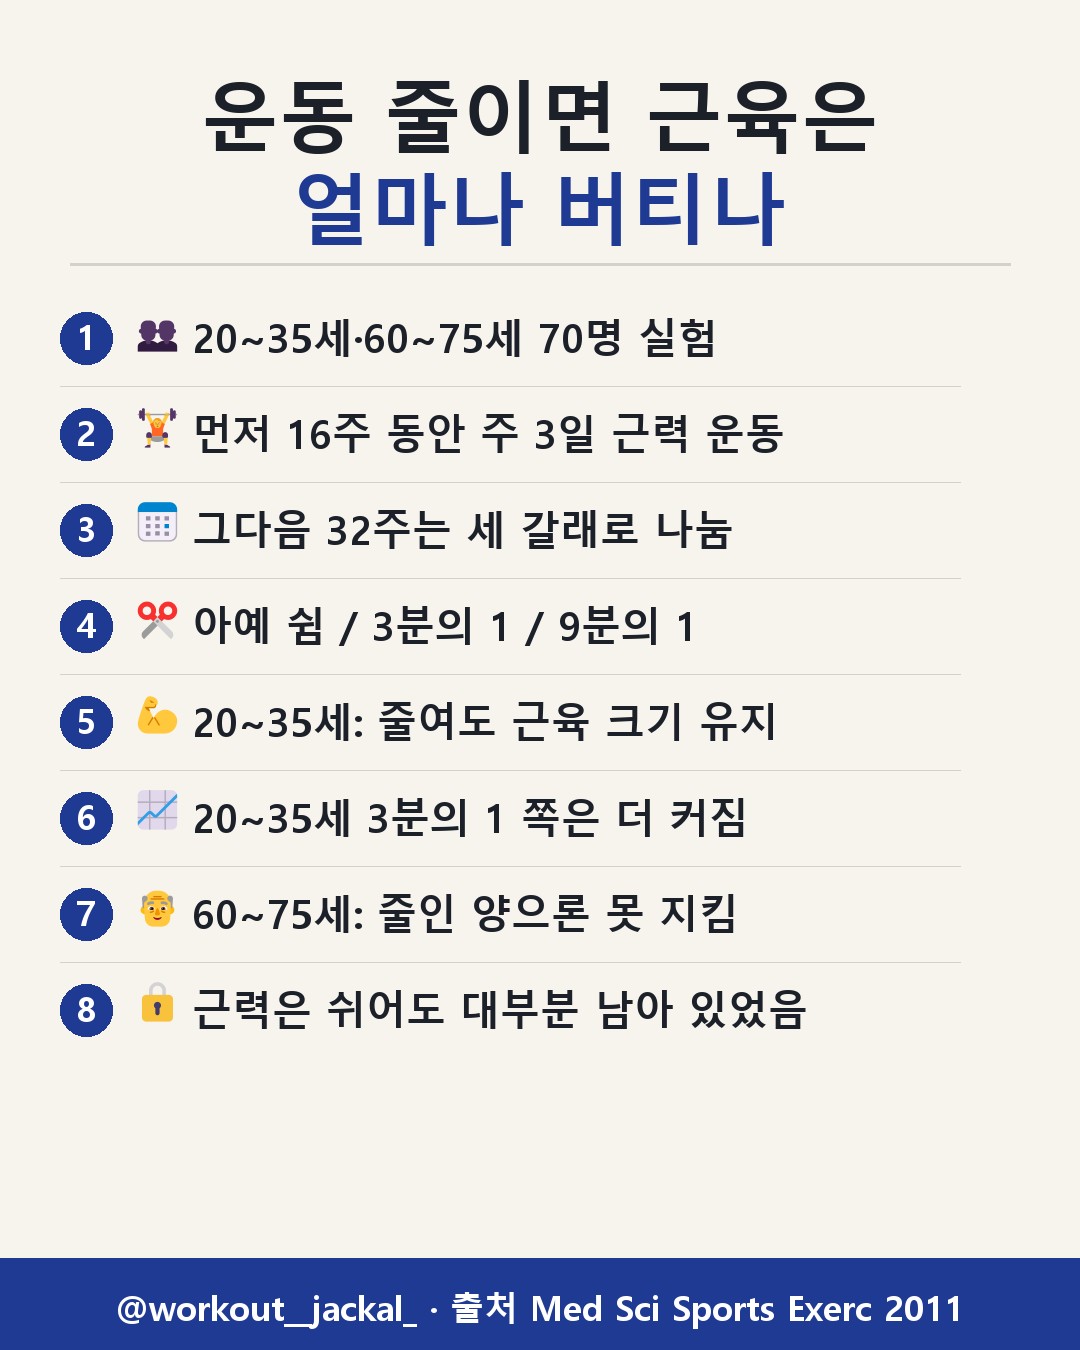 운동 줄이면 근육은
얼마나 버티나
1 20~35세·60~75세 70명 실험
2 먼저 16주 동안 주 3일 근력 운동
3 그다음 32주는 세 갈래로 나눔
4 아예 쉼 / 3분의 1 / 9분의 1
5 20~35세: 줄여도 근육 크기 유지
6 20~35세 3분의 1 쪽은 더 커짐
7 60~75세: 줄인 양으론 못 지킴
8 근력은 쉬어도 대부분 남아 있었음
@workout__jackal_ · 출처 Med Sci Sports Exerc 2011